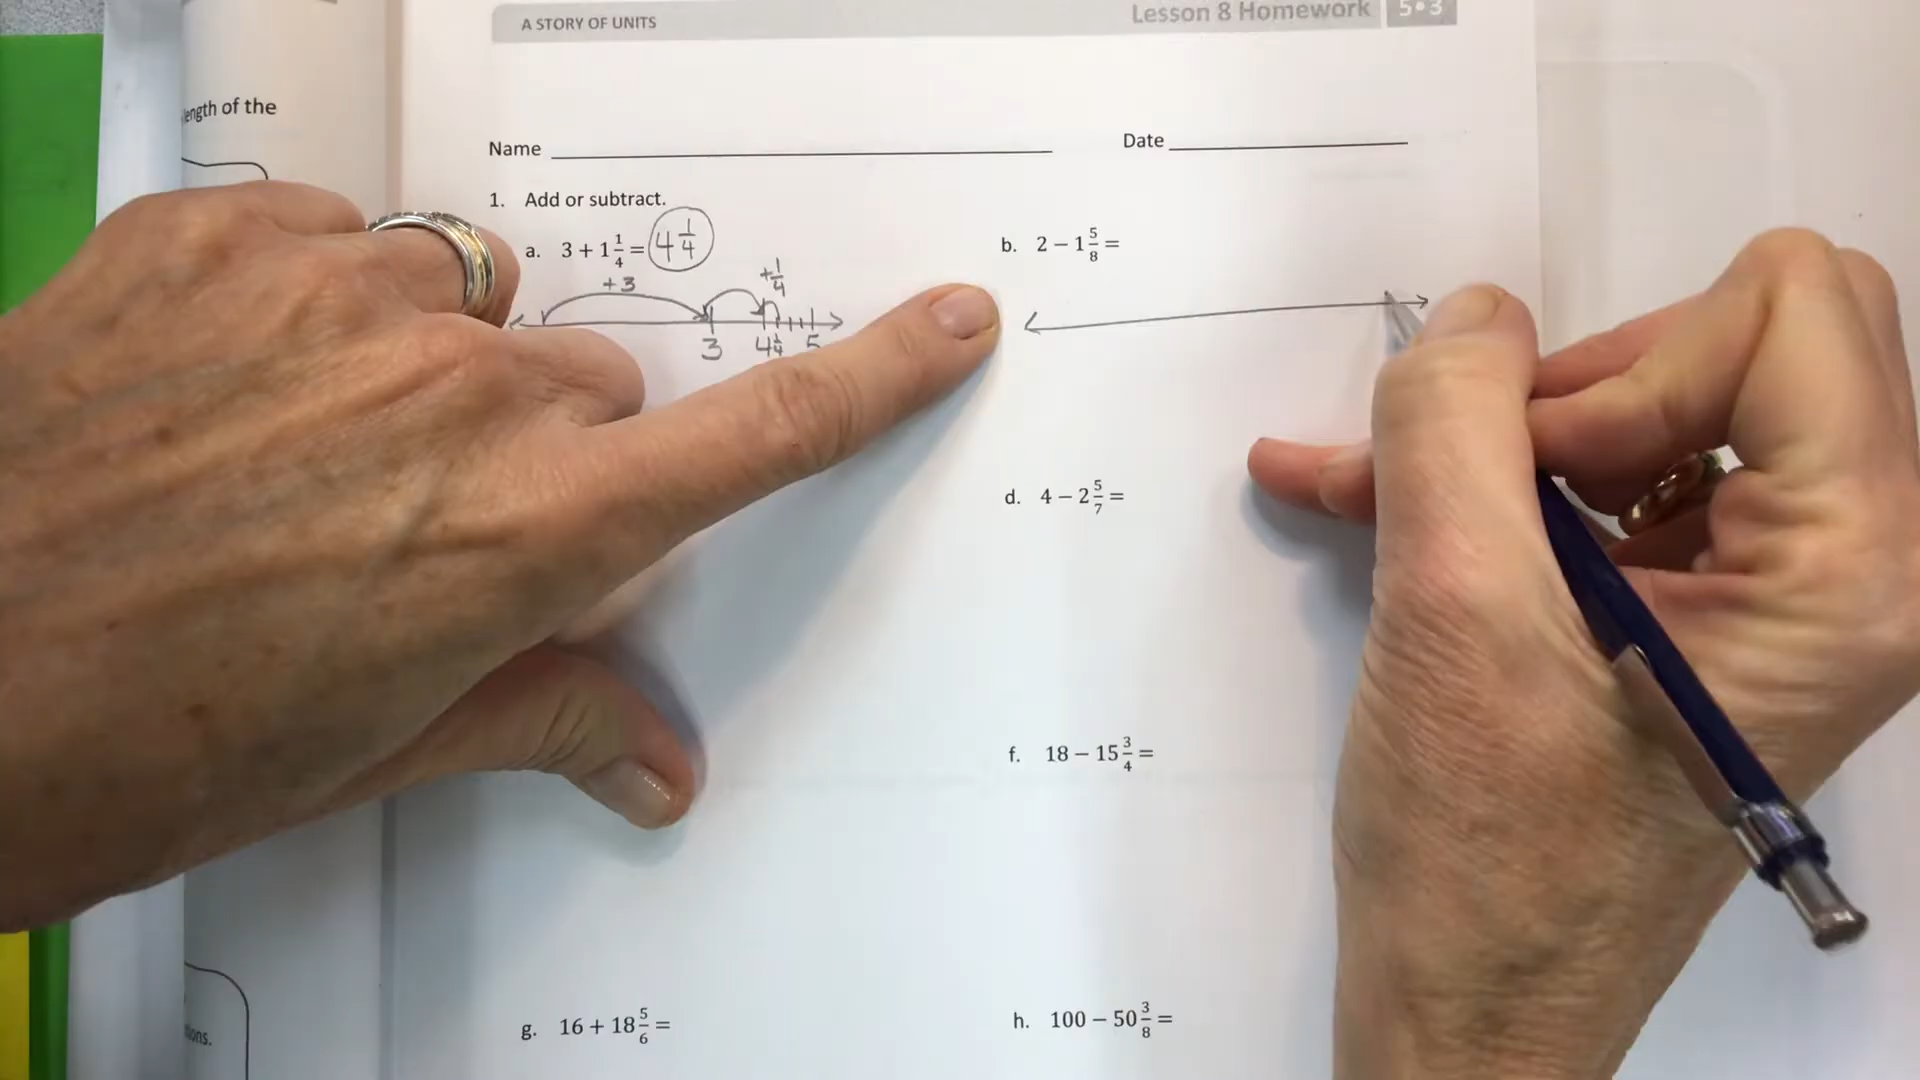 A STORY OF UNITS
Lesson 8 Homework 5•3
length of the
Name
Date
1. Add or subtract.
a. 3 + 1 1/4 = 4 1/4
b. 2 − 1 5/8 =
+3
+1/4
3 4 1/4 5
d. 4 − 2 5/7 =
f. 18 − 15 3/4 =
g. 16 + 18 5/6 =
h. 100 − 50 3/8 =